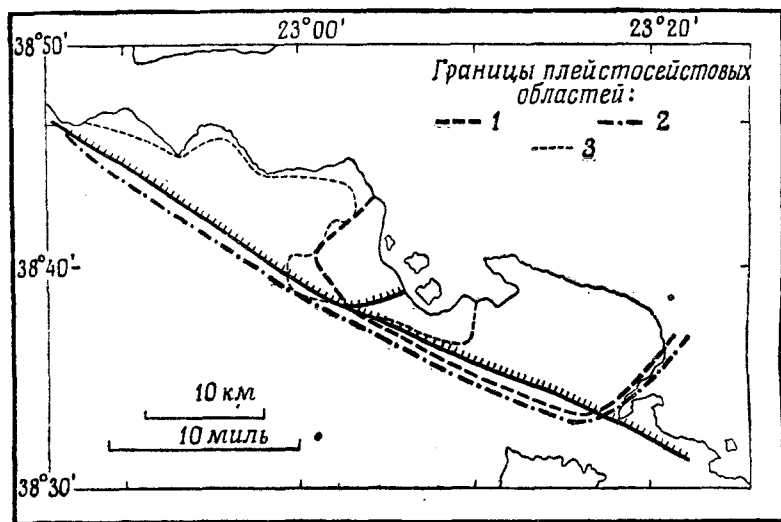 23°00'
23°20'
38°50'
Границы плейстосейстовых
областей:
1
2
3
38°40'
10 км
10 миль
38°30'